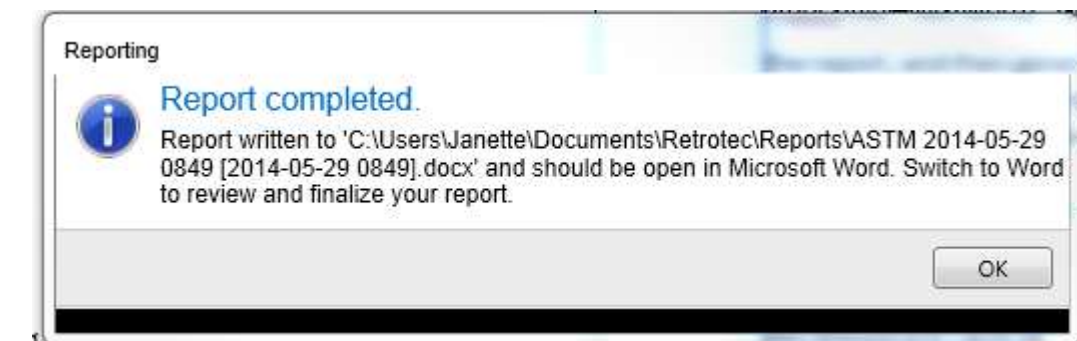 Reporting
Report completed.
Report written to 'C:\Users\Janette\Documents\Retrotec\Reports\ASTM 2014-05-29
0849 [2014-05-29 0849].docx' and should be open in Microsoft Word. Switch to Word
to review and finalize your report.
OK